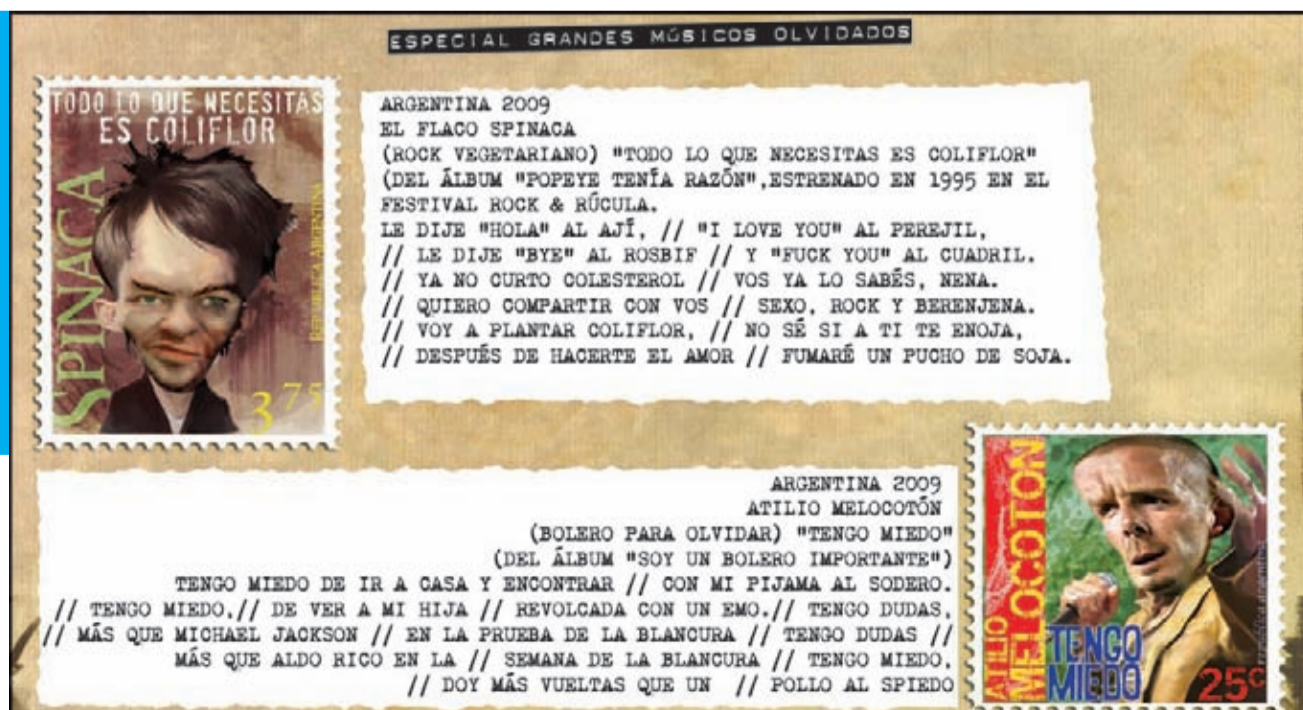 ESPECIAL GRANDES MÚSICOS OLVIDADOS
TODO LO QUE NECESITAS
ES COLIFLOR
SPINACA
REPUBLICA ARGENTINA
3 75
ARGENTINA 2009
EL FLACO SPINACA
(ROCK VEGETARIANO) "TODO LO QUE NECESITAS ES COLIFLOR"
(DEL ÁLBUM "POPEYE TENÍA RAZÓN",ESTRENADO EN 1995 EN EL
FESTIVAL ROCK & RÚCULA.
LE DIJE "HOLA" AL AJÍ, // "I LOVE YOU" AL PEREJIL,
// LE DIJE "BYE" AL ROSBIF // Y "FUCK YOU" AL CUADRIL.
// YA NO CURTO COLESTEROL // VOS YA LO SABÉS, NENA.
// QUIERO COMPARTIR CON VOS // SEXO, ROCK Y BERENJENA.
// VOY A PLANTAR COLIFLOR, // NO SÉ SI A TI TE ENOJA,
// DESPUÉS DE HACERTE EL AMOR // FUMARÉ UN PUCHO DE SOJA.
ARGENTINA 2009
ATILIO MELOCOTÓN
(BOLERO PARA OLVIDAR) "TENGO MIEDO"
(DEL ÁLBUM "SOY UN BOLERO IMPORTANTE")
TENGO MIEDO DE IR A CASA Y ENCONTRAR // CON MI PIJAMA AL SODERO.
// TENGO MIEDO,// DE VER A MI HIJA // REVOLCADA CON UN EMO.// TENGO DUDAS,
// MÁS QUE MICHAEL JACKSON // EN LA PRUEBA DE LA BLANCURA // TENGO DUDAS //
MÁS QUE ALDO RICO EN LA // SEMANA DE LA BLANCURA // TENGO MIEDO,
// DOY MÁS VUELTAS QUE UN // POLLO AL SPIEDO
ATILIO
MELOCOTON
TENGO
MIEDO
25c
república argentina